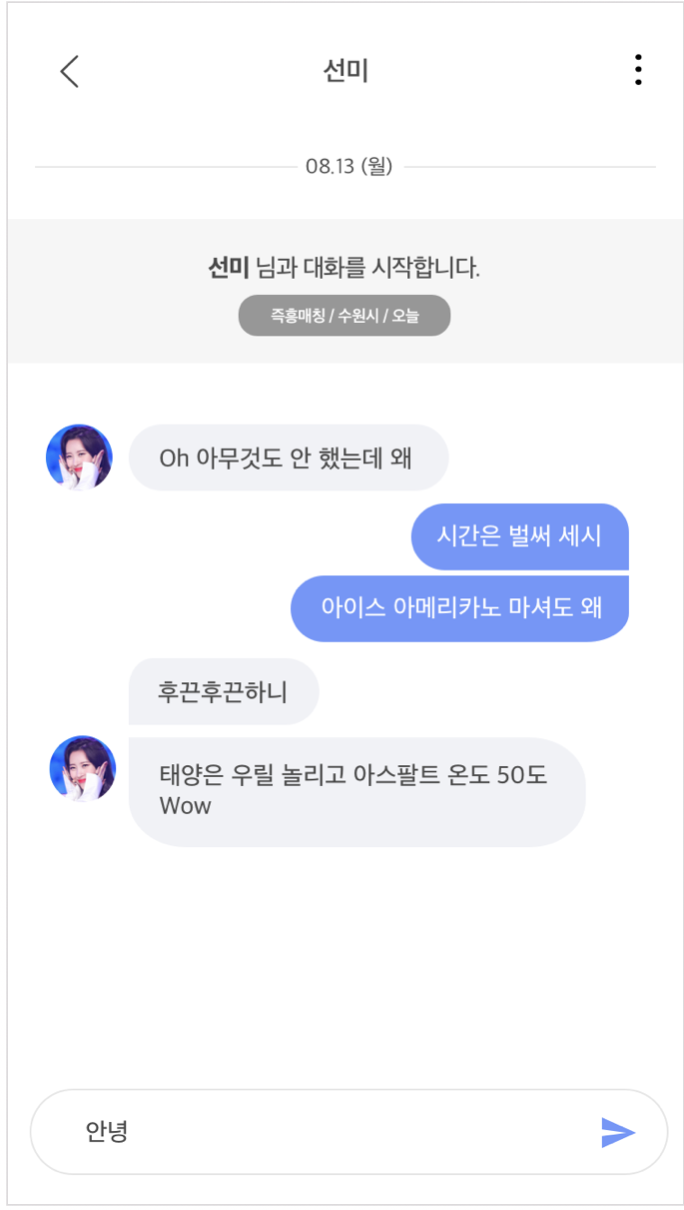 선미
08.13 (월)
선미 님과 대화를 시작합니다.
즉흥매칭 / 수원시 / 오늘
Oh 아무것도 안 했는데 왜
시간은 벌써 세시
아이스 아메리카노 마셔도 왜
후끈후끈하니
태양은 우릴 놀리고 아스팔트 온도 50도
Wow
안녕